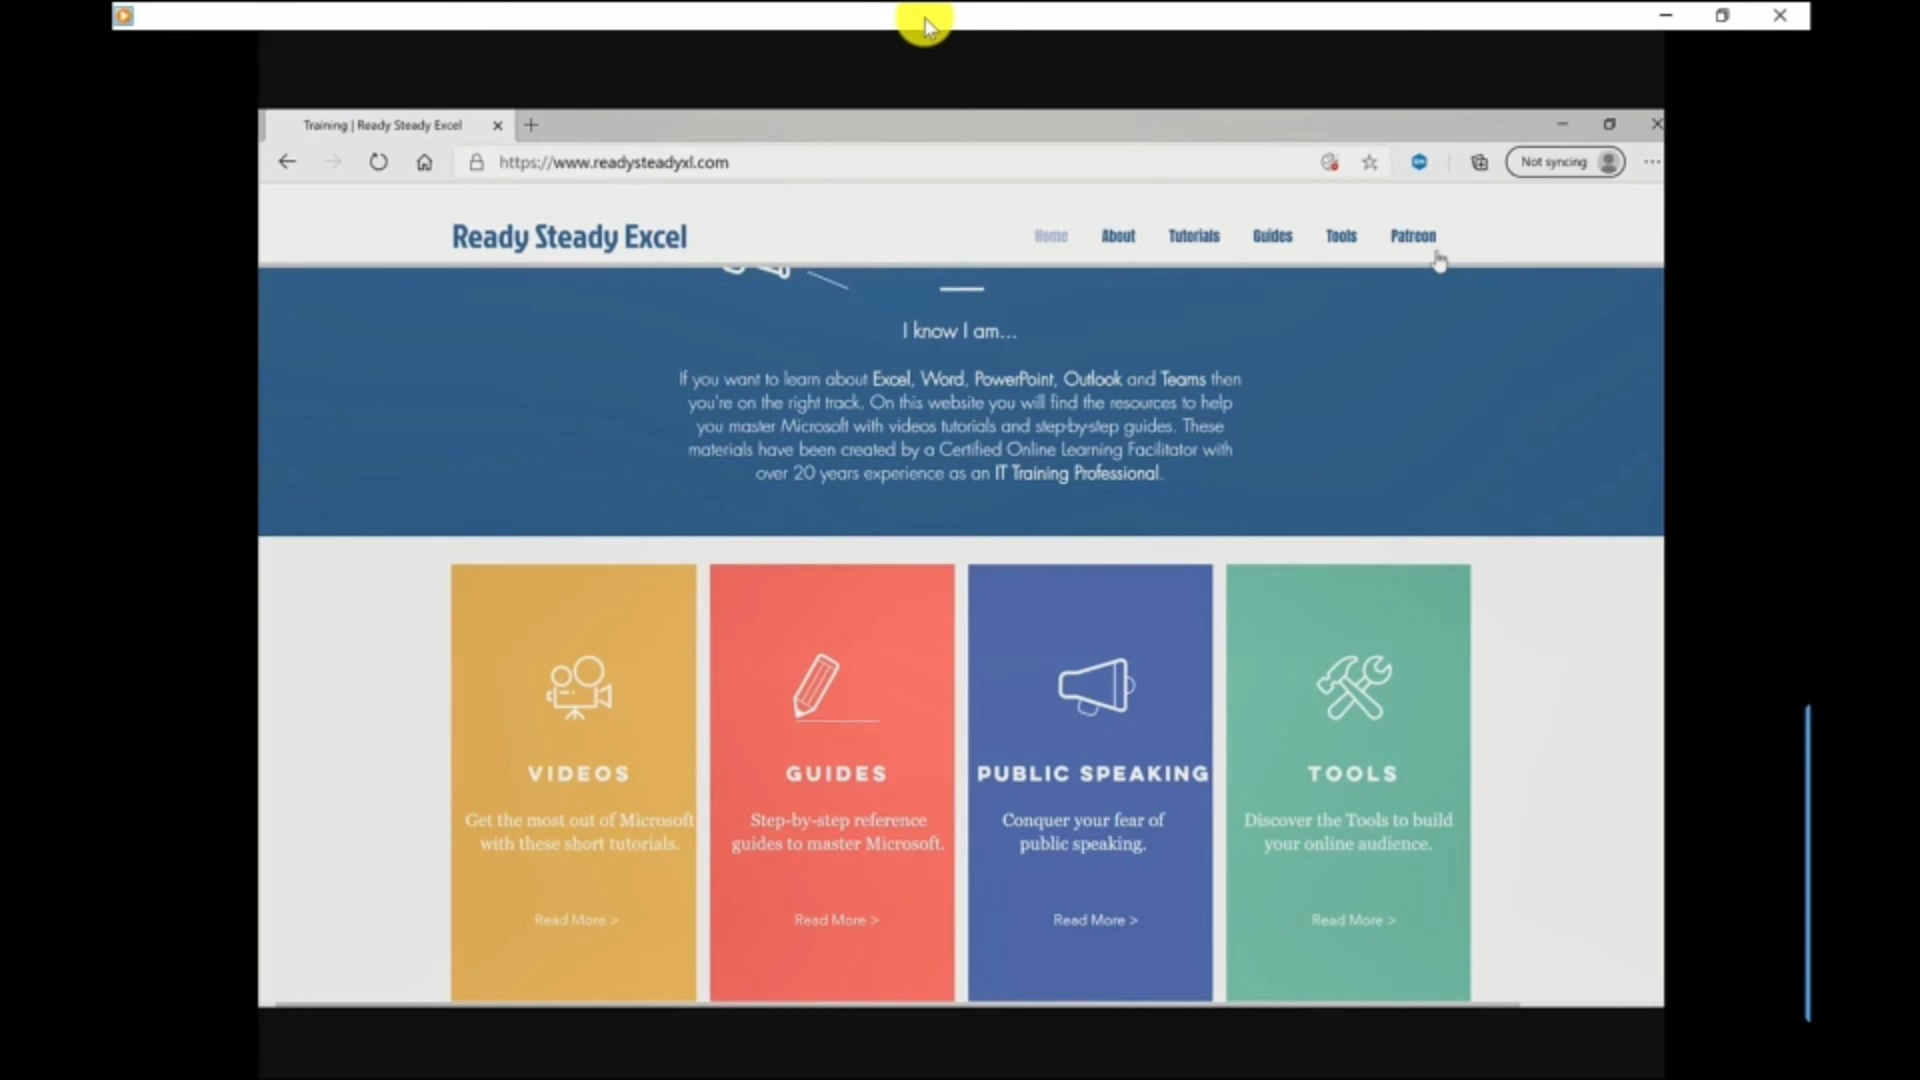 Training | Ready Steady Excel
https://www.readysteadyxl.com
Not syncing
Ready Steady Excel
Home About Tutorials Guides Tools Patreon
I know I am...
If you want to learn about Excel, Word, PowerPoint, Outlook and Teams then
you're on the right track. On this website you will find the resources to help
you master Microsoft with videos tutorials and step-by-step guides. These
materials have been created by a Certified Online Learning Facilitator with
over 20 years experience as an IT Training Professional.
VIDEOS
Get the most out of Microsoft
with these short tutorials.
Read More >
GUIDES
Step-by-step reference
guides to master Microsoft.
Read More >
PUBLIC SPEAKING
Conquer your fear of
public speaking.
Read More >
TOOLS
Discover the Tools to build
your online audience.
Read More >